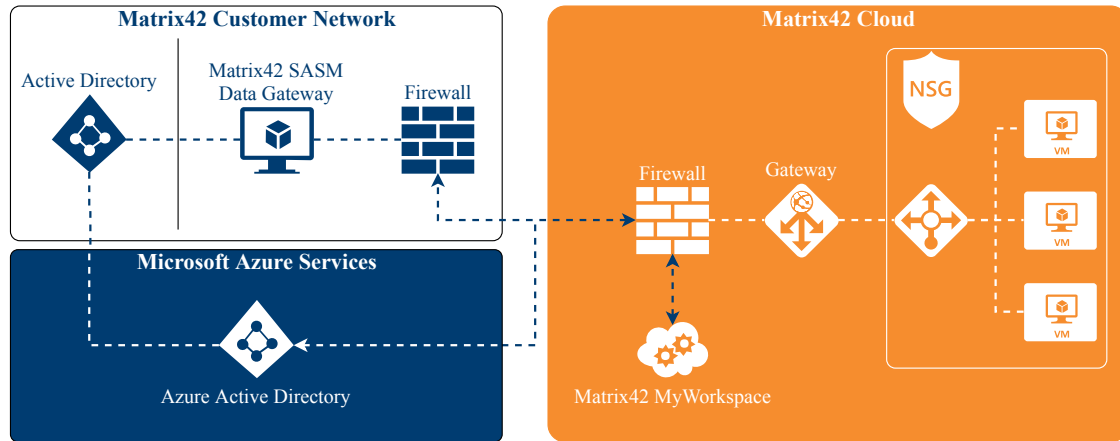 Matrix42 Customer Network
Active Directory
Matrix42 SASM
Data Gateway
Firewall
Microsoft Azure Services
Azure Active Directory
Matrix42 Cloud
NSG
Firewall
Gateway
VM
VM
VM
Matrix42 MyWorkspace